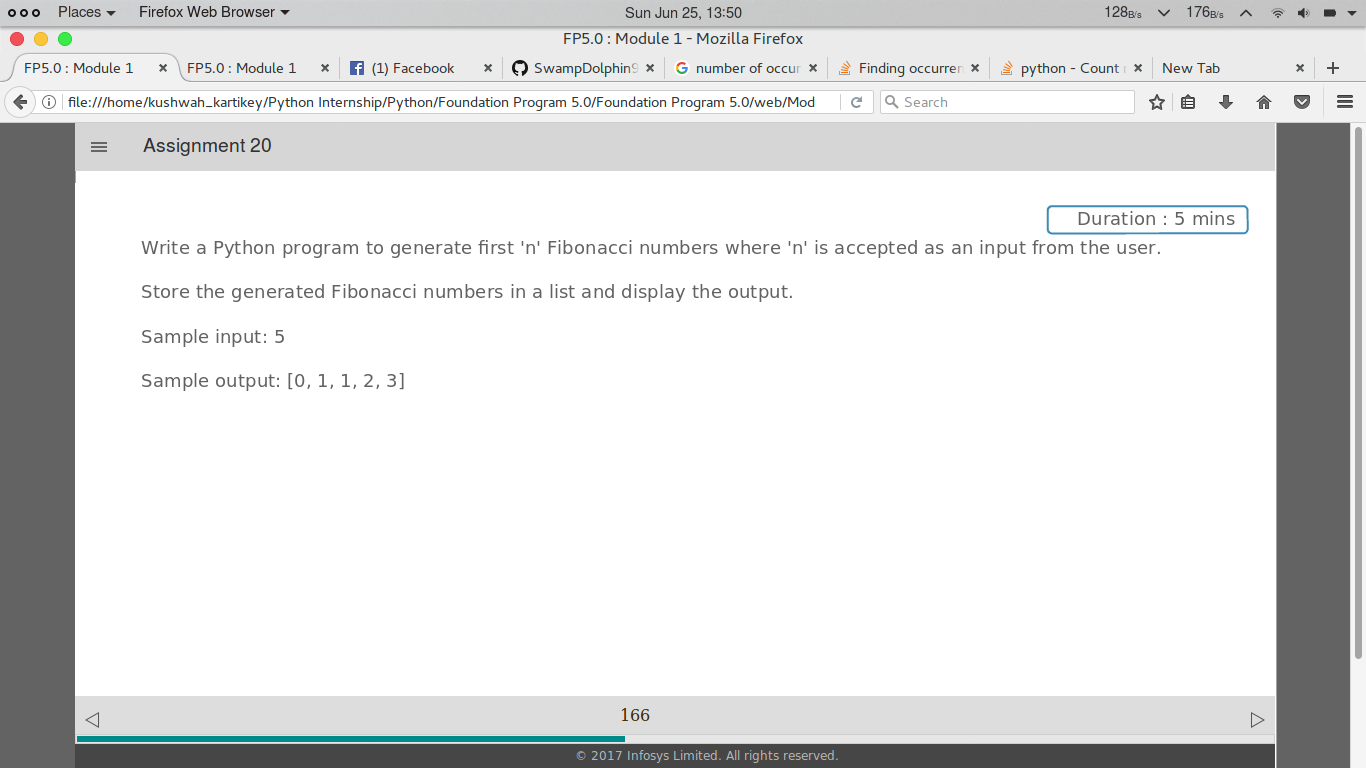 Places Firefox Web Browser Sun Jun 25, 13:50 128B/s 176B/s
FP5.0 : Module 1 - Mozilla Firefox
FP5.0 : Module 1 FP5.0 : Module 1 (1) Facebook SwampDolphin9 number of occur Finding occurren python - Count New Tab
file:///home/kushwah_kartikey/Python Internship/Python/Foundation Program 5.0/Foundation Program 5.0/web/Mod Search
Assignment 20
Duration : 5 mins
Write a Python program to generate first 'n' Fibonacci numbers where 'n' is accepted as an input from the user.
Store the generated Fibonacci numbers in a list and display the output.
Sample input: 5
Sample output: [0, 1, 1, 2, 3]
166
© 2017 Infosys Limited. All rights reserved.